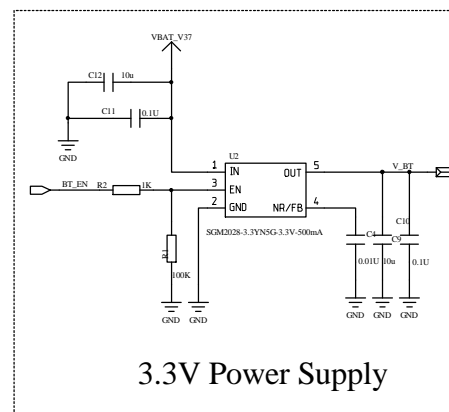 VBAT_V37
C12
10u
C11
0.1U
GND
U2
1
IN
OUT
5
V_BT
BT_EN
R2
1K
3
EN
2
GND
NR/FB
4
SGM2028-3.3YN5G-3.3V-500mA
R1
100K
C4
0.01U
C9
10u
C10
0.1U
GND
GND
GND
GND
GND
3.3V Power Supply